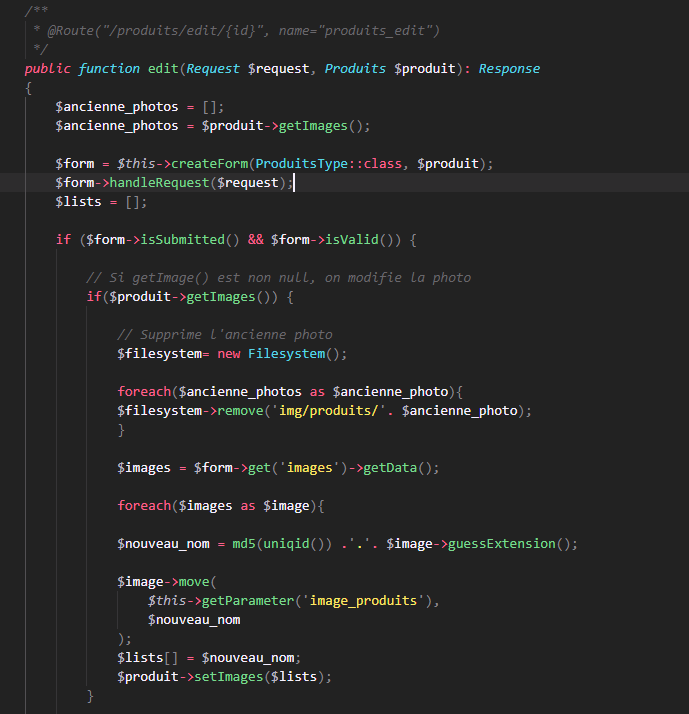 /**
* @Route("/produits/edit/{id}", name="produits_edit")
*/
public function edit(Request $request, Produits $produit): Response
{
$ancienne_photos = [];
$ancienne_photos = $produit->getImages();
$form = $this->createForm(ProduitsType::class, $produit);
$form->handleRequest($request);
$lists = [];
if ($form->isSubmitted() && $form->isValid()) {
// Si getImage() est non null, on modifie la photo
if($produit->getImages()) {
// Supprime l'ancienne photo
$filesystem= new Filesystem();
foreach($ancienne_photos as $ancienne_photo){
$filesystem->remove('img/produits/'. $ancienne_photo);
}
$images = $form->get('images')->getData();
foreach($images as $image){
$nouveau_nom = md5(uniqid()) .'.'. $image->guessExtension();
$image->move(
$this->getParameter('image_produits'),
$nouveau_nom
);
$lists[] = $nouveau_nom;
$produit->setImages($lists);
}